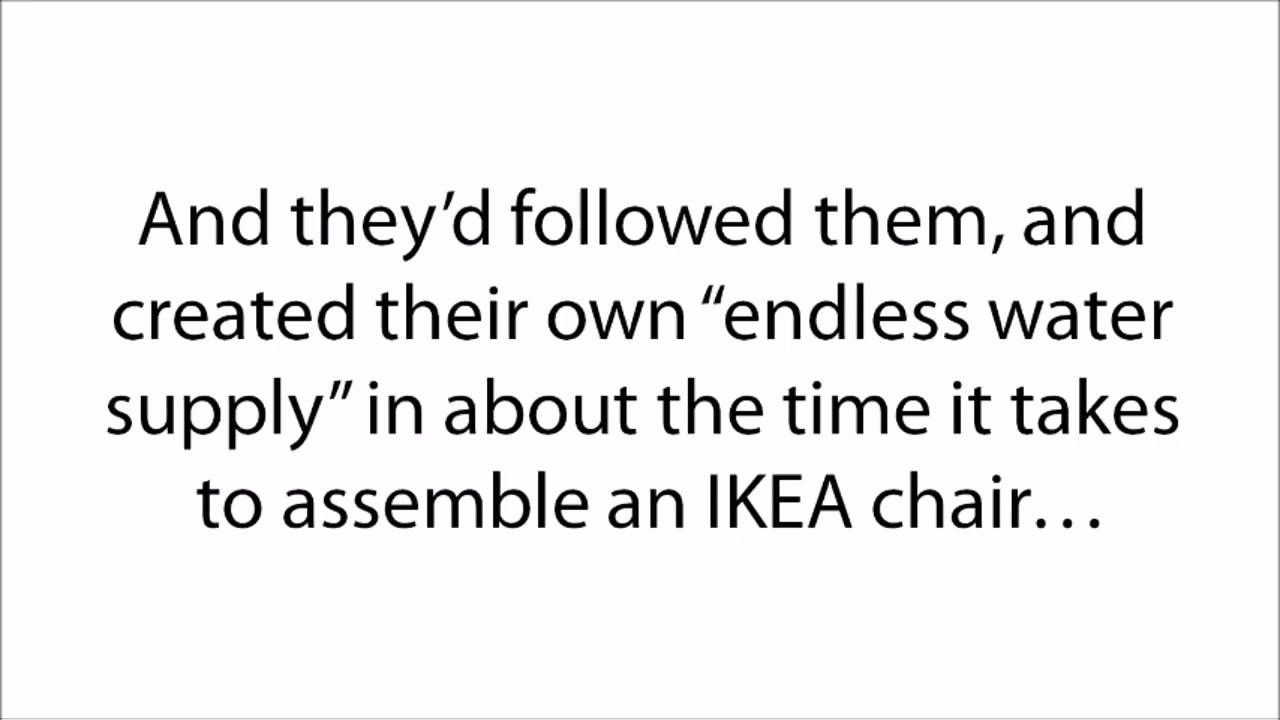 And they’d followed them, and
created their own “endless water
supply” in about the time it takes
to assemble an IKEA chair…